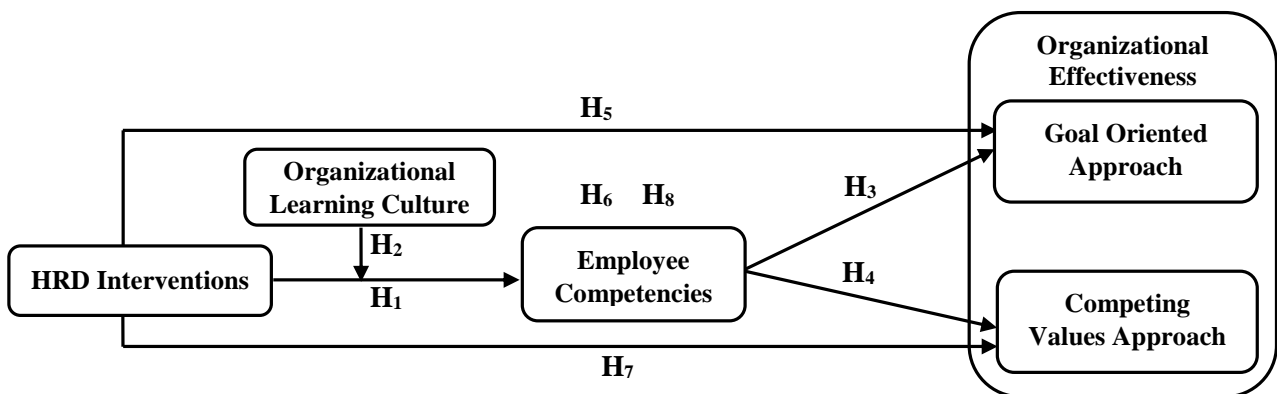 Organizational
Effectiveness
H₅
Goal Oriented
Approach
Organizational
Learning Culture
H₃
H₆ H₈
H₂
HRD Interventions
Employee
Competencies
H₁
H₄
Competing
Values Approach
H₇